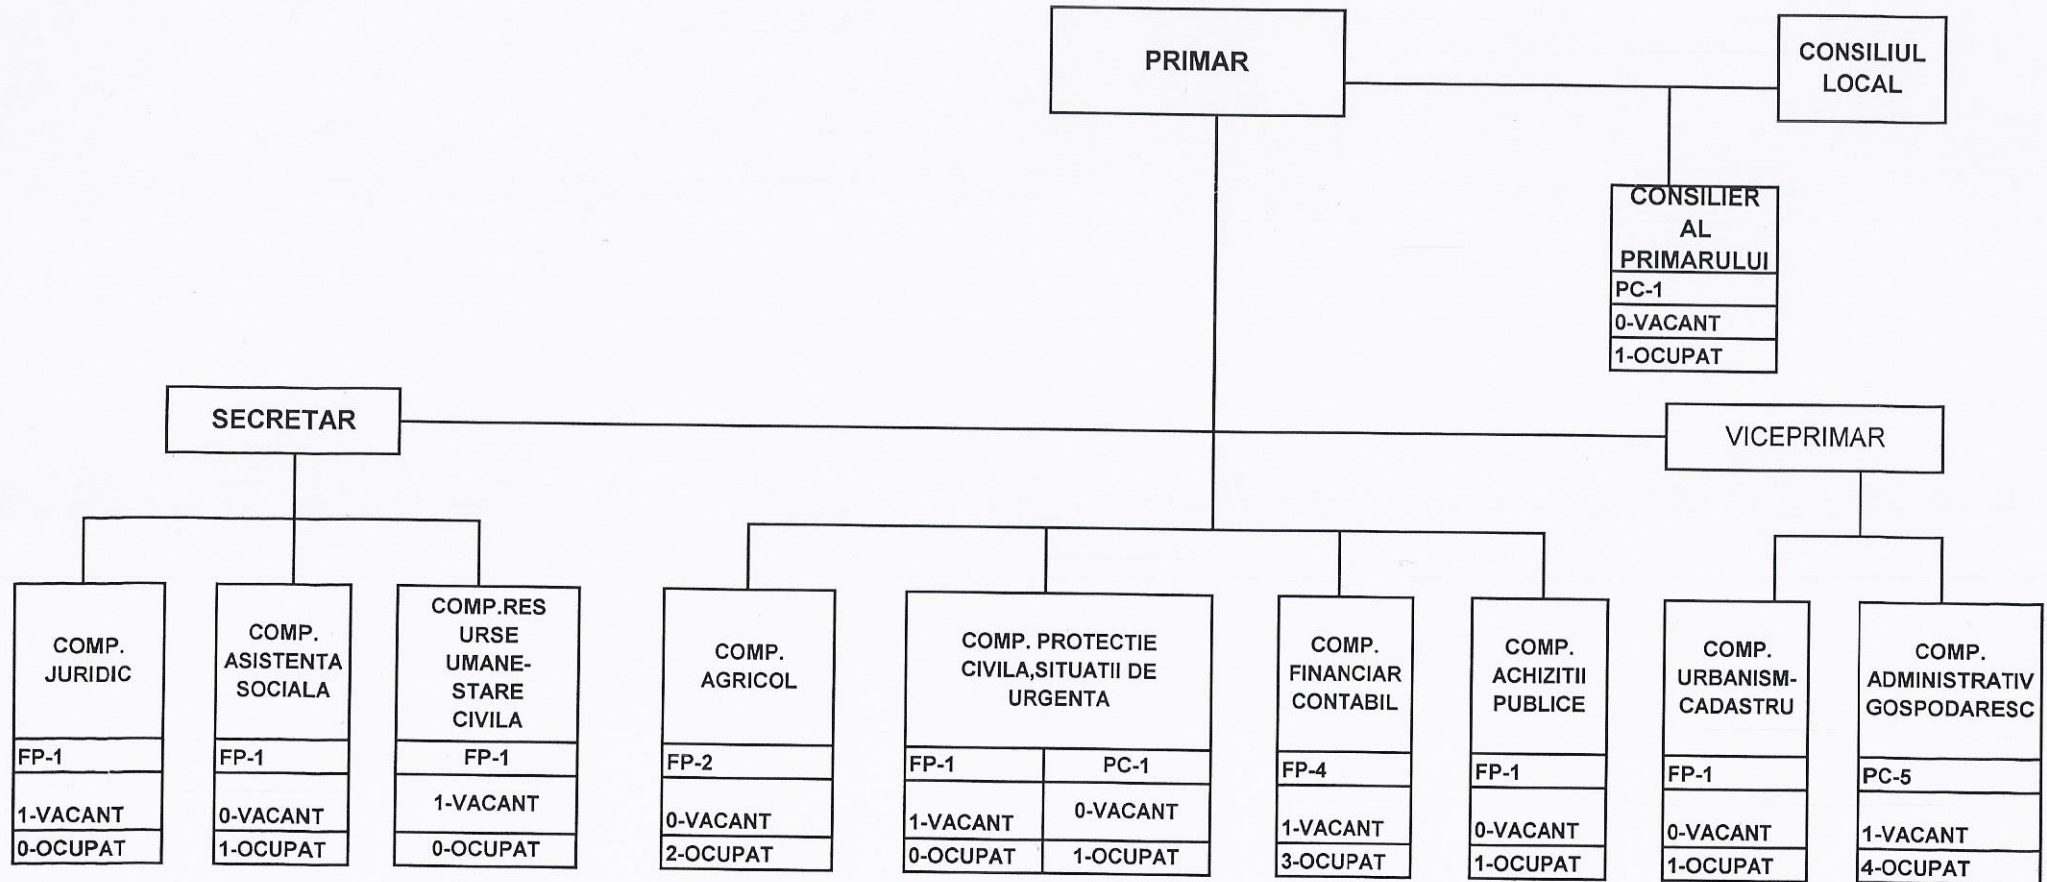 PRIMAR
CONSILIUL
LOCAL
CONSILIER
AL
PRIMARULUI
PC-1
0-VACANT
1-OCUPAT
SECRETAR
VICEPRIMAR
COMP.
JURIDIC
FP-1
1-VACANT
0-OCUPAT
COMP.
ASISTENTA
SOCIALA
FP-1
0-VACANT
1-OCUPAT
COMP.RES
URSE
UMANE-
STARE
CIVILA
FP-1
1-VACANT
0-OCUPAT
COMP.
AGRICOL
FP-2
0-VACANT
2-OCUPAT
COMP. PROTECTIE
CIVILA,SITUATII DE
URGENTA
FP-1
1-VACANT
0-OCUPAT
PC-1
0-VACANT
1-OCUPAT
COMP.
FINANCIAR
CONTABIL
FP-4
1-VACANT
3-OCUPAT
COMP.
ACHIZITII
PUBLICE
FP-1
0-VACANT
1-OCUPAT
COMP.
URBANISM-
CADASTRU
FP-1
0-VACANT
1-OCUPAT
COMP.
ADMINISTRATIV
GOSPODARESC
PC-5
1-VACANT
4-OCUPAT